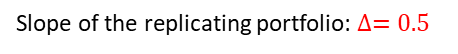 Slope of the replicating portfolio: Δ= 0.5